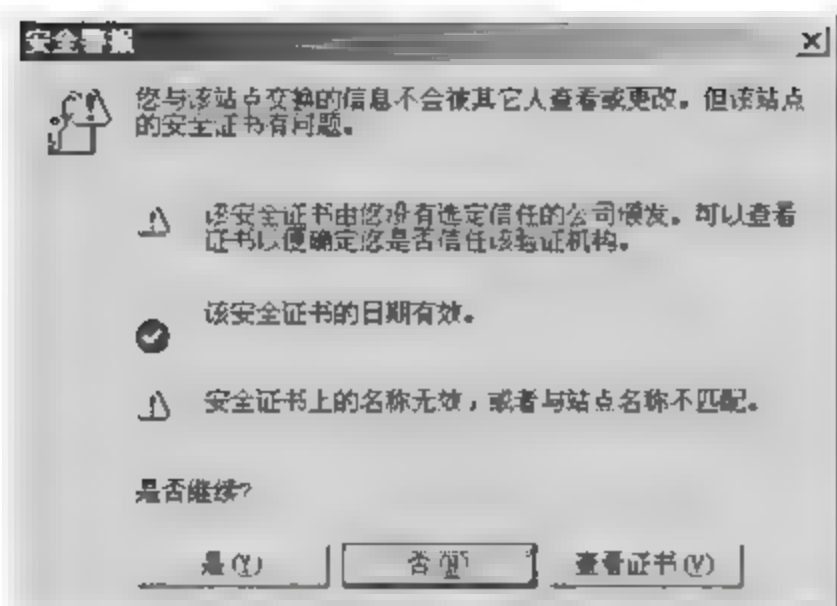 安全警报
您与该站点交换的信息不会被其它人查看或更改。但该站点
的安全证书有问题。
该安全证书由您没有选定信任的公司颁发。可以查看
证书以便确定您是否信任该验证机构。
该安全证书的日期有效。
安全证书上的名称无效，或者与站点名称不匹配。
是否继续?
是(Y)
否(N)
查看证书(V)